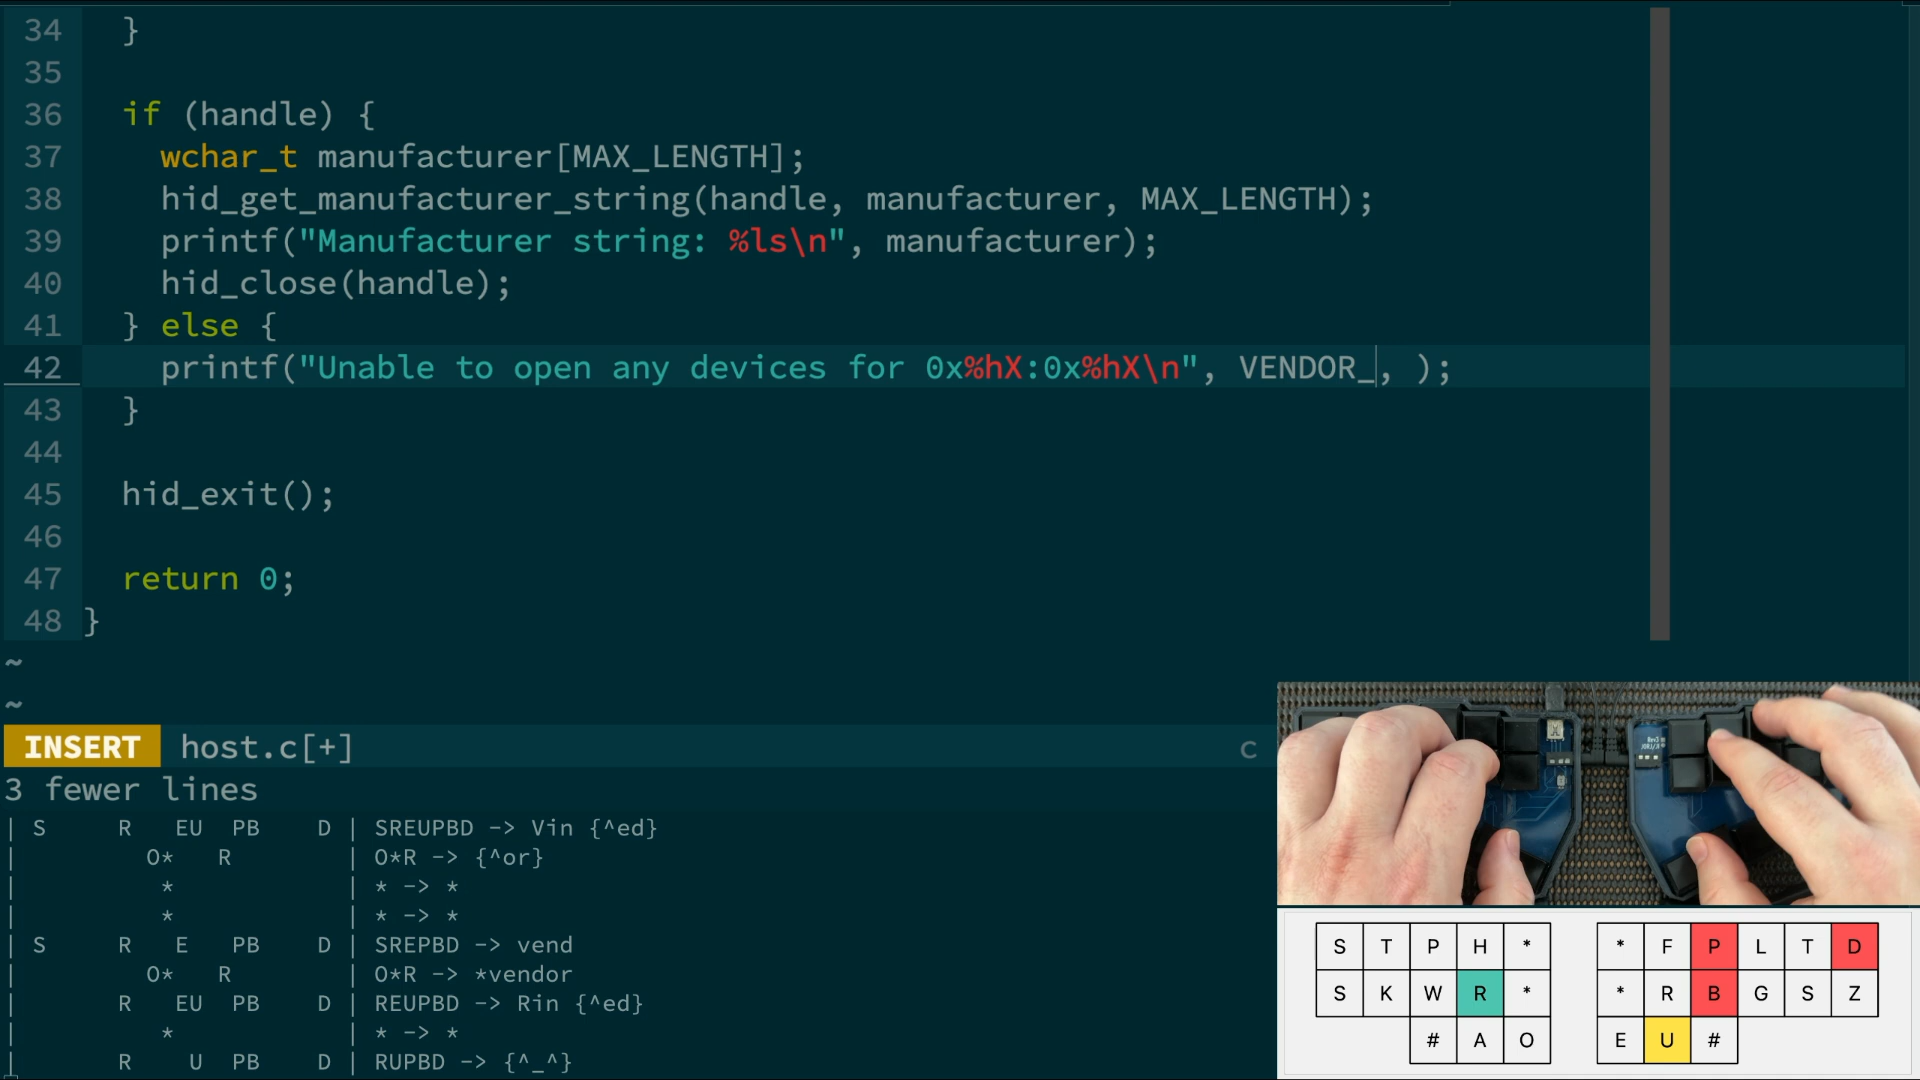 34   }
35
36   if (handle) {
37     wchar_t manufacturer[MAX_LENGTH];
38     hid_get_manufacturer_string(handle, manufacturer, MAX_LENGTH);
39     printf("Manufacturer string: %ls\n", manufacturer);
40     hid_close(handle);
41   } else {
42     printf("Unable to open any devices for 0x%hX:0x%hX\n", VENDOR_, );
43   }
44
45   hid_exit();
46
47   return 0;
48 }
~
~
INSERT host.c[+] c
3 fewer lines
| S R EU PB D | SREUPBD -> Vin {^ed}
| O* R | O*R -> {^or}
| * | * -> *
| * | * -> *
| S R E PB D | SREPBD -> vend
| O* R | O*R -> *vendor
| R EU PB D | REUPBD -> Rin {^ed}
| * | * -> *
| R U PB D | RUPBD -> {^_^}
S T P H * * F P L T D
S K W R * * R B G S Z
# A O E U #